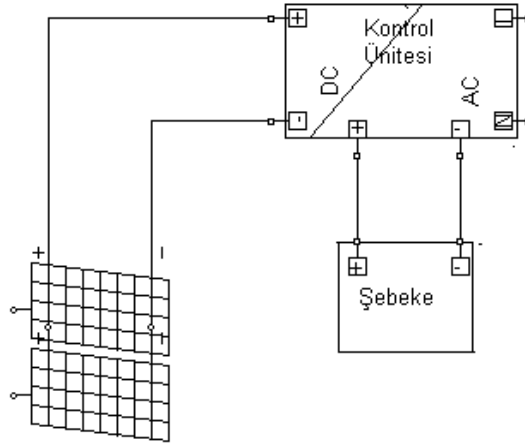 +
Kontrol
Ünitesi
DC
AC
-
+
-
+
-
+
-
Şebeke
+